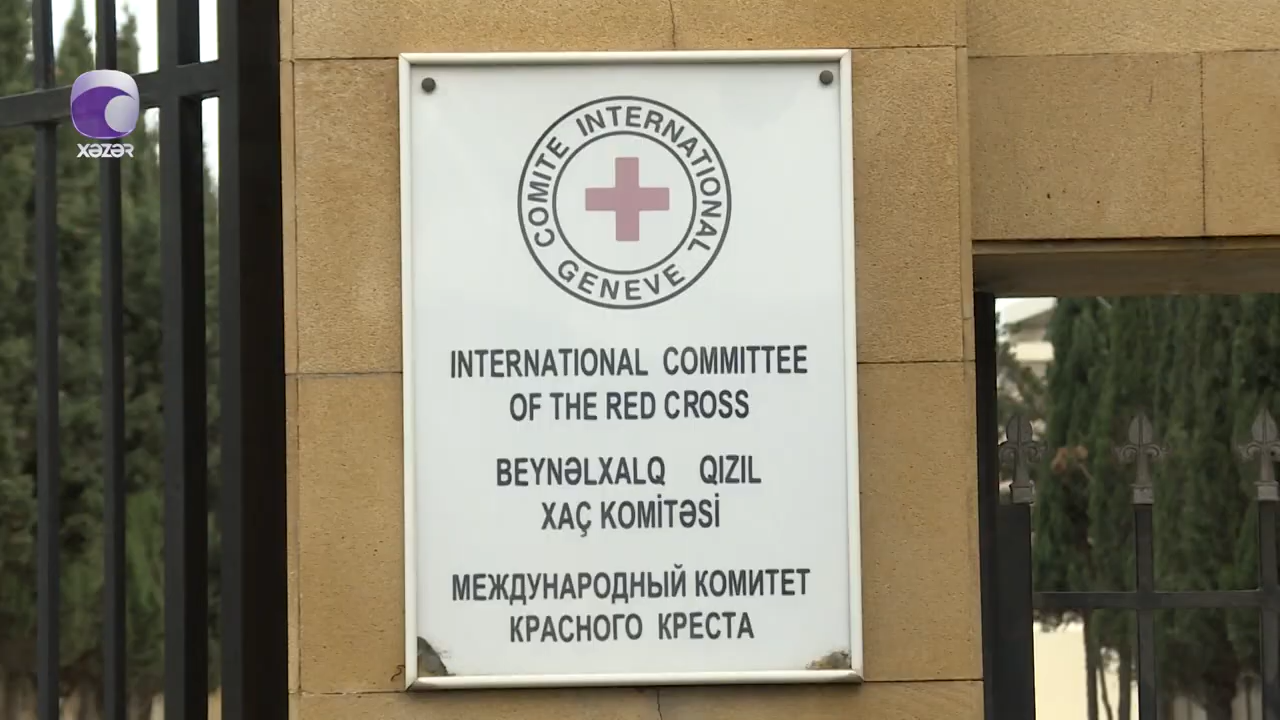 XƏZƏR
COMITE INTERNATIONAL
GENEVE
INTERNATIONAL COMMITTEE
OF THE RED CROSS
BEYNƏLXALQ QIZIL
XAÇ KOMİTƏSİ
МЕЖДУНАРОДНЫЙ КОМИТЕТ
КРАСНОГО КРЕСТА